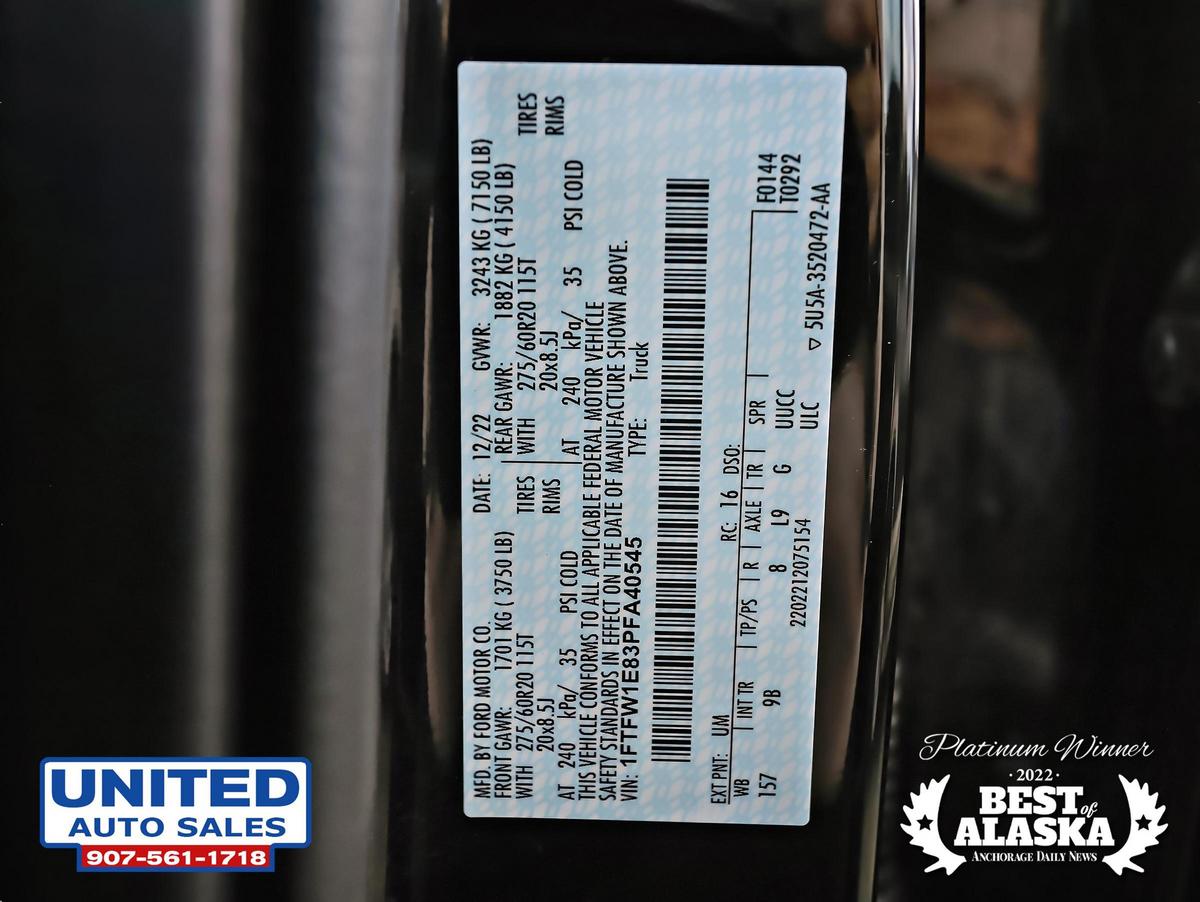 MFD. BY FORD MOTOR CO.
DATE: 12/22 GVWR: 3243 KG ( 7150 LB)
FRONT GAWR: 1701 KG ( 3750 LB) REAR GAWR: 1882 KG ( 4150 LB)
WITH 275/60R20 115T TIRES WITH 275/60R20 115T TIRES
20x8.5J RIMS 20x8.5J RIMS
AT 240 kPa/ 35 PSI COLD AT 240 kPa/ 35 PSI COLD
THIS VEHICLE CONFORMS TO ALL APPLICABLE FEDERAL MOTOR VEHICLE
SAFETY STANDARDS IN EFFECT ON THE DATE OF MANUFACTURE SHOWN ABOVE.
VIN: 1FTFW1E83PFA40545 TYPE: Truck
EXT PNT: UM RC: 16 DSO: F0144
WB INT TR TP/PS R AXLE TR SPR T0292
157 9B 8 L9 G UUCC
2202212075154 ULC
▽ 5U5A-3520472-AA
UNITED
AUTO SALES
907-561-1718
Platinum Winner
· 2022 ·
BEST of
ALASKA
ANCHORAGE DAILY NEWS